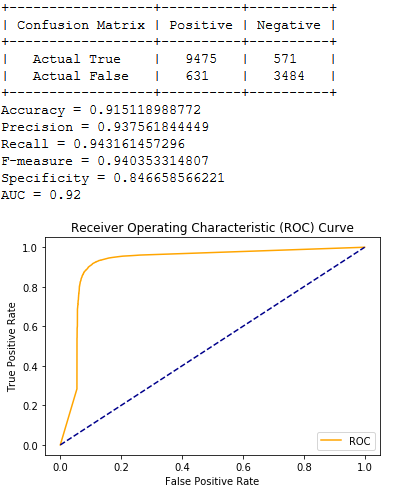 +------------------+----------+----------+
| Confusion Matrix | Positive | Negative |
+------------------+----------+----------+
| Actual True | 9475 | 571 |
| Actual False | 631 | 3484 |
+------------------+----------+----------+
Accuracy = 0.915118988772
Precision = 0.937561844449
Recall = 0.943161457296
F-measure = 0.940353314807
Specificity = 0.846658566221
AUC = 0.92
Receiver Operating Characteristic (ROC) Curve
1.0
0.8
0.6
0.4
0.2
0.0
True Positive Rate
ROC
0.0 0.2 0.4 0.6 0.8 1.0
False Positive Rate